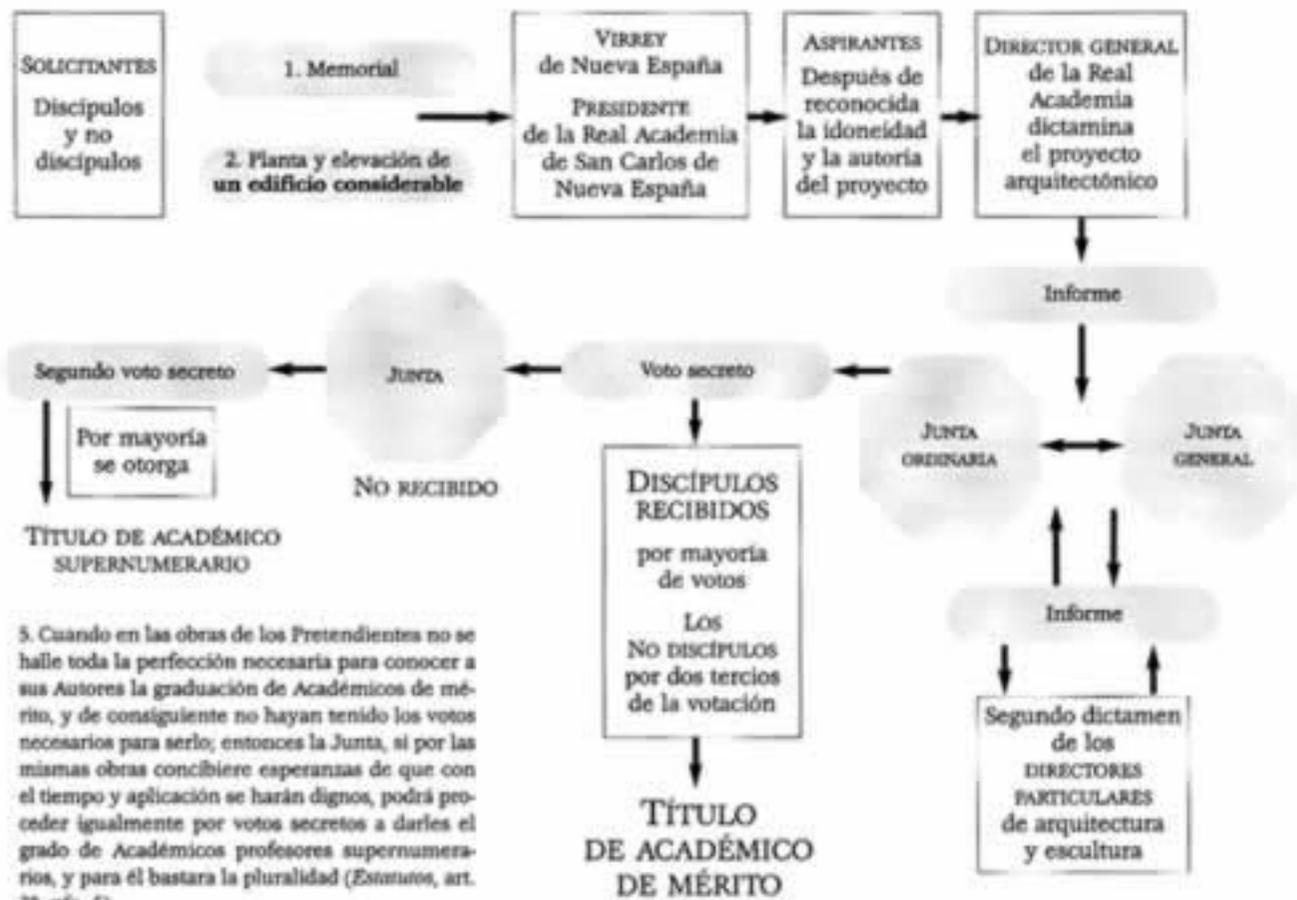 SOLICITANTES
Discípulos
y no
discípulos
1. Memorial
2. Planta y elevación de
un edificio considerable
VIRREY
de Nueva España
PRESIDENTE
de la Real Academia
de San Carlos de
Nueva España
ASPIRANTES
Después de
reconocida
la idoneidad
y la autoría
del proyecto
DIRECTOR GENERAL
de la Real
Academia
dictamina
el proyecto
arquitectónico
Informe
JUNTA
ORDINARIA
JUNTA
GENERAL
Informe
Segundo dictamen
de los
DIRECTORES
PARTICULARES
de arquitectura
y escultura
Voto secreto
DISCÍPULOS
RECIBIDOS
por mayoría
de votos
LOS
NO DISCÍPULOS
por dos tercios
de la votación
TÍTULO
DE ACADÉMICO
DE MÉRITO
JUNTA
NO RECIBIDO
Segundo voto secreto
Por mayoría
se otorga
TÍTULO DE ACADÉMICO
SUPERNUMERARIO
5. Cuando en las obras de los Pretendientes no se
halle toda la perfección necesaria para conocer a
sus Autores la graduación de Académicos de mé-
rito, y de consiguiente no hayan tenido los votos
necesarios para serlo; entonces la Junta, si por las
mismas obras concibiere esperanzas de que con
el tiempo y aplicación se harán dignos, podrá pro-
ceder igualmente por votos secretos a darles el
grado de Académicos profesores supernumera-
rios, y para él bastara la pluralidad (Estatutos, art.